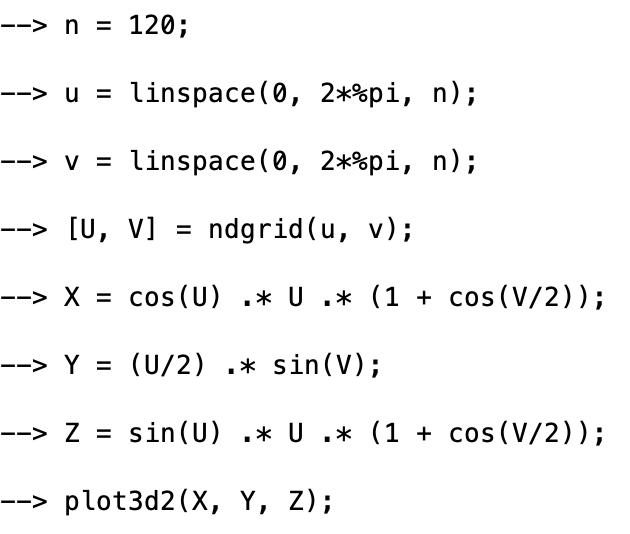 --> n = 120;
--> u = linspace(0, 2*%pi, n);
--> v = linspace(0, 2*%pi, n);
--> [U, V] = ndgrid(u, v);
--> X = cos(U) .* U .* (1 + cos(V/2));
--> Y = (U/2) .* sin(V);
--> Z = sin(U) .* U .* (1 + cos(V/2));
--> plot3d2(X, Y, Z);